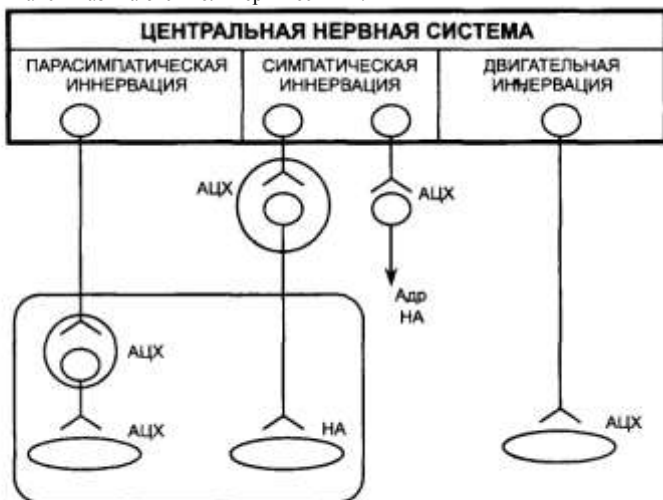 ЦЕНТРАЛЬНАЯ НЕРВНАЯ СИСТЕМА
ПАРАСИМПАТИЧЕСКАЯ
ИННЕРВАЦИЯ
СИМПАТИЧЕСКАЯ
ИННЕРВАЦИЯ
ДВИГАТЕЛЬНАЯ
ИННЕРВАЦИЯ
АЦХ
АЦХ
Адр
НА
АЦХ
АЦХ
НА
АЦХ